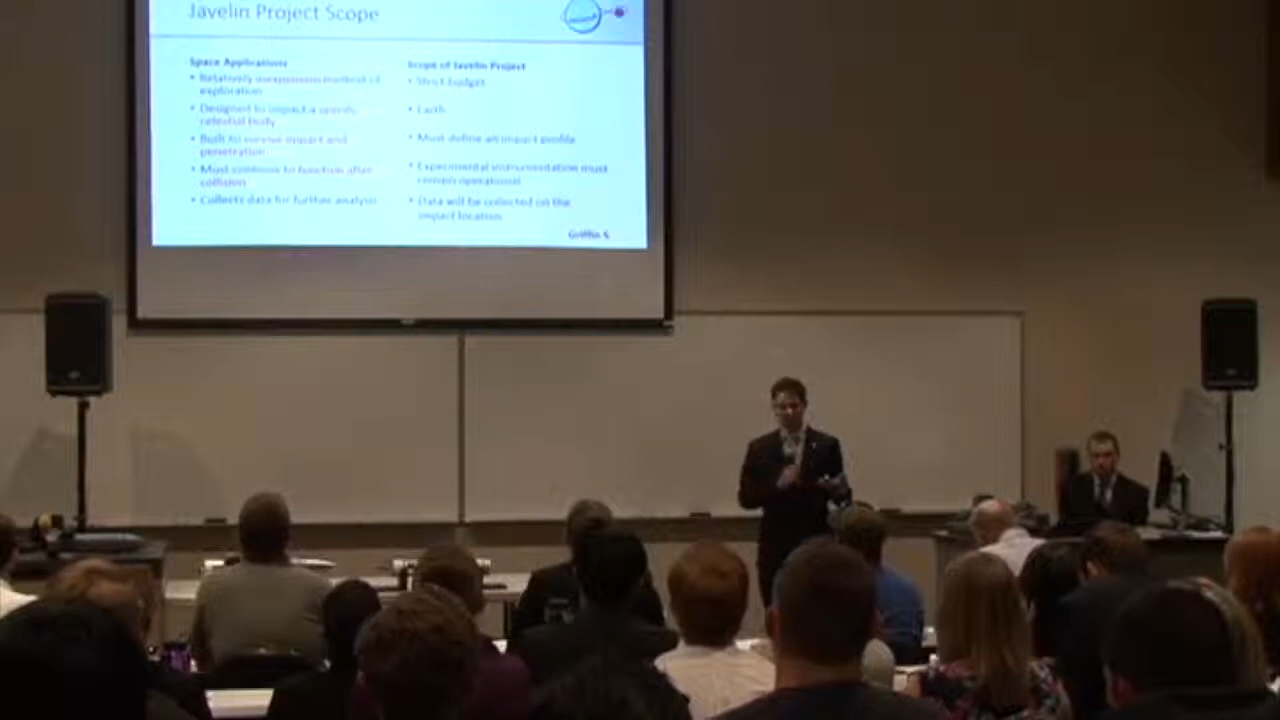 Javelin Project Scope
Space Applications
• Relatively inexpensive method of
exploration
• Designed to impact a specific
celestial body
• Built to survive impact and
penetration
• Must continue to function after
collision
• Collects data for further analysis
Scope of Javelin Project
• Strict budget
• Earth
• Must define an impact profile
• Experimental instrumentation must
remain operational
• Data will be collected on the
impact location
Griffin S